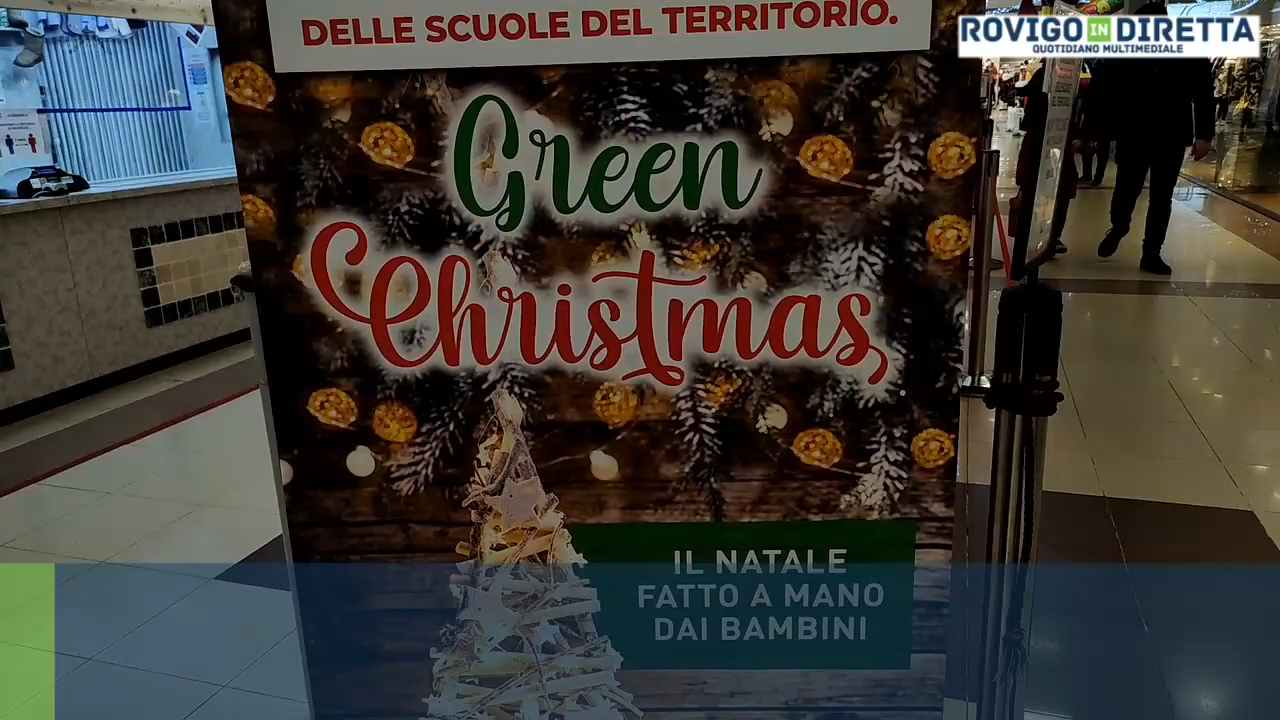 DELLE SCUOLE DEL TERRITORIO.
ROVIGO IN DIRETTA
QUOTIDIANO MULTIMEDIALE
Green
Christmas
IL NATALE
FATTO A MANO
DAI BAMBINI